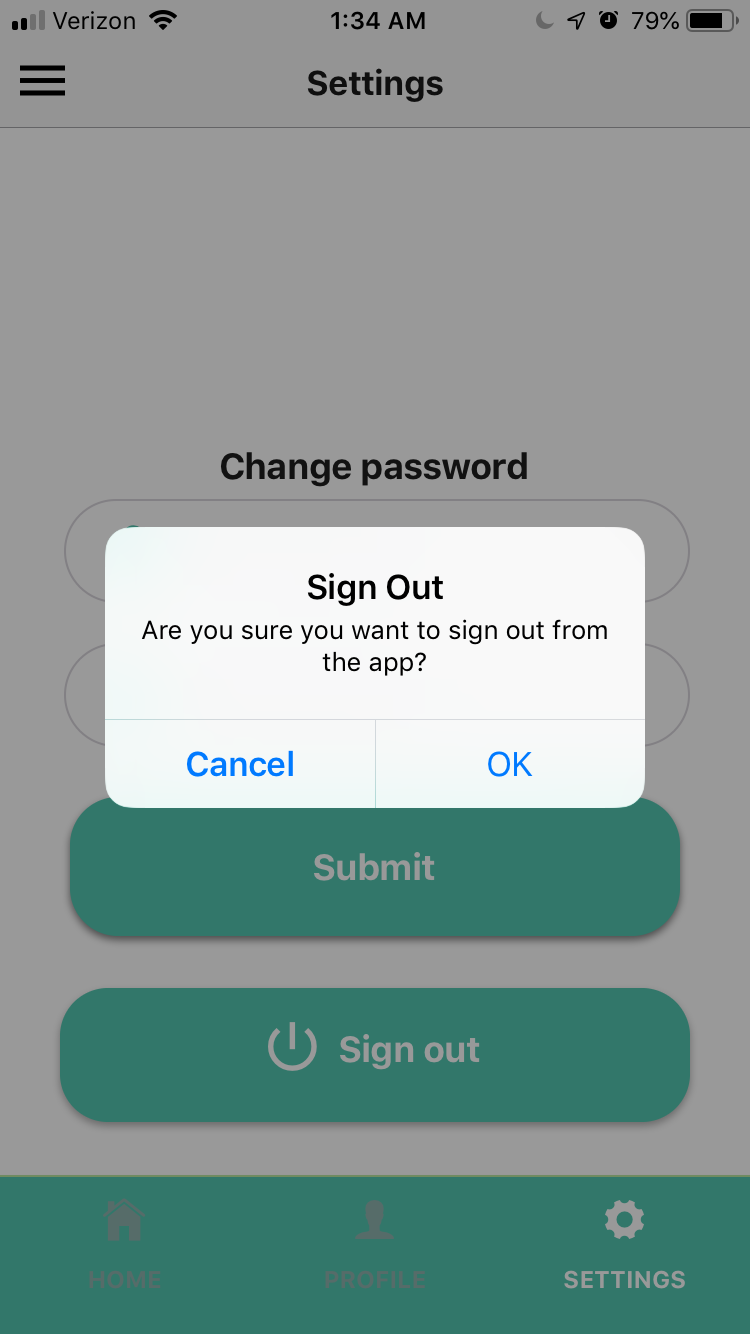 Verizon 1:34 AM 79%
Settings
Change password
Sign Out
Are you sure you want to sign out from
the app?
Cancel OK
Submit
Sign out
HOME PROFILE SETTINGS